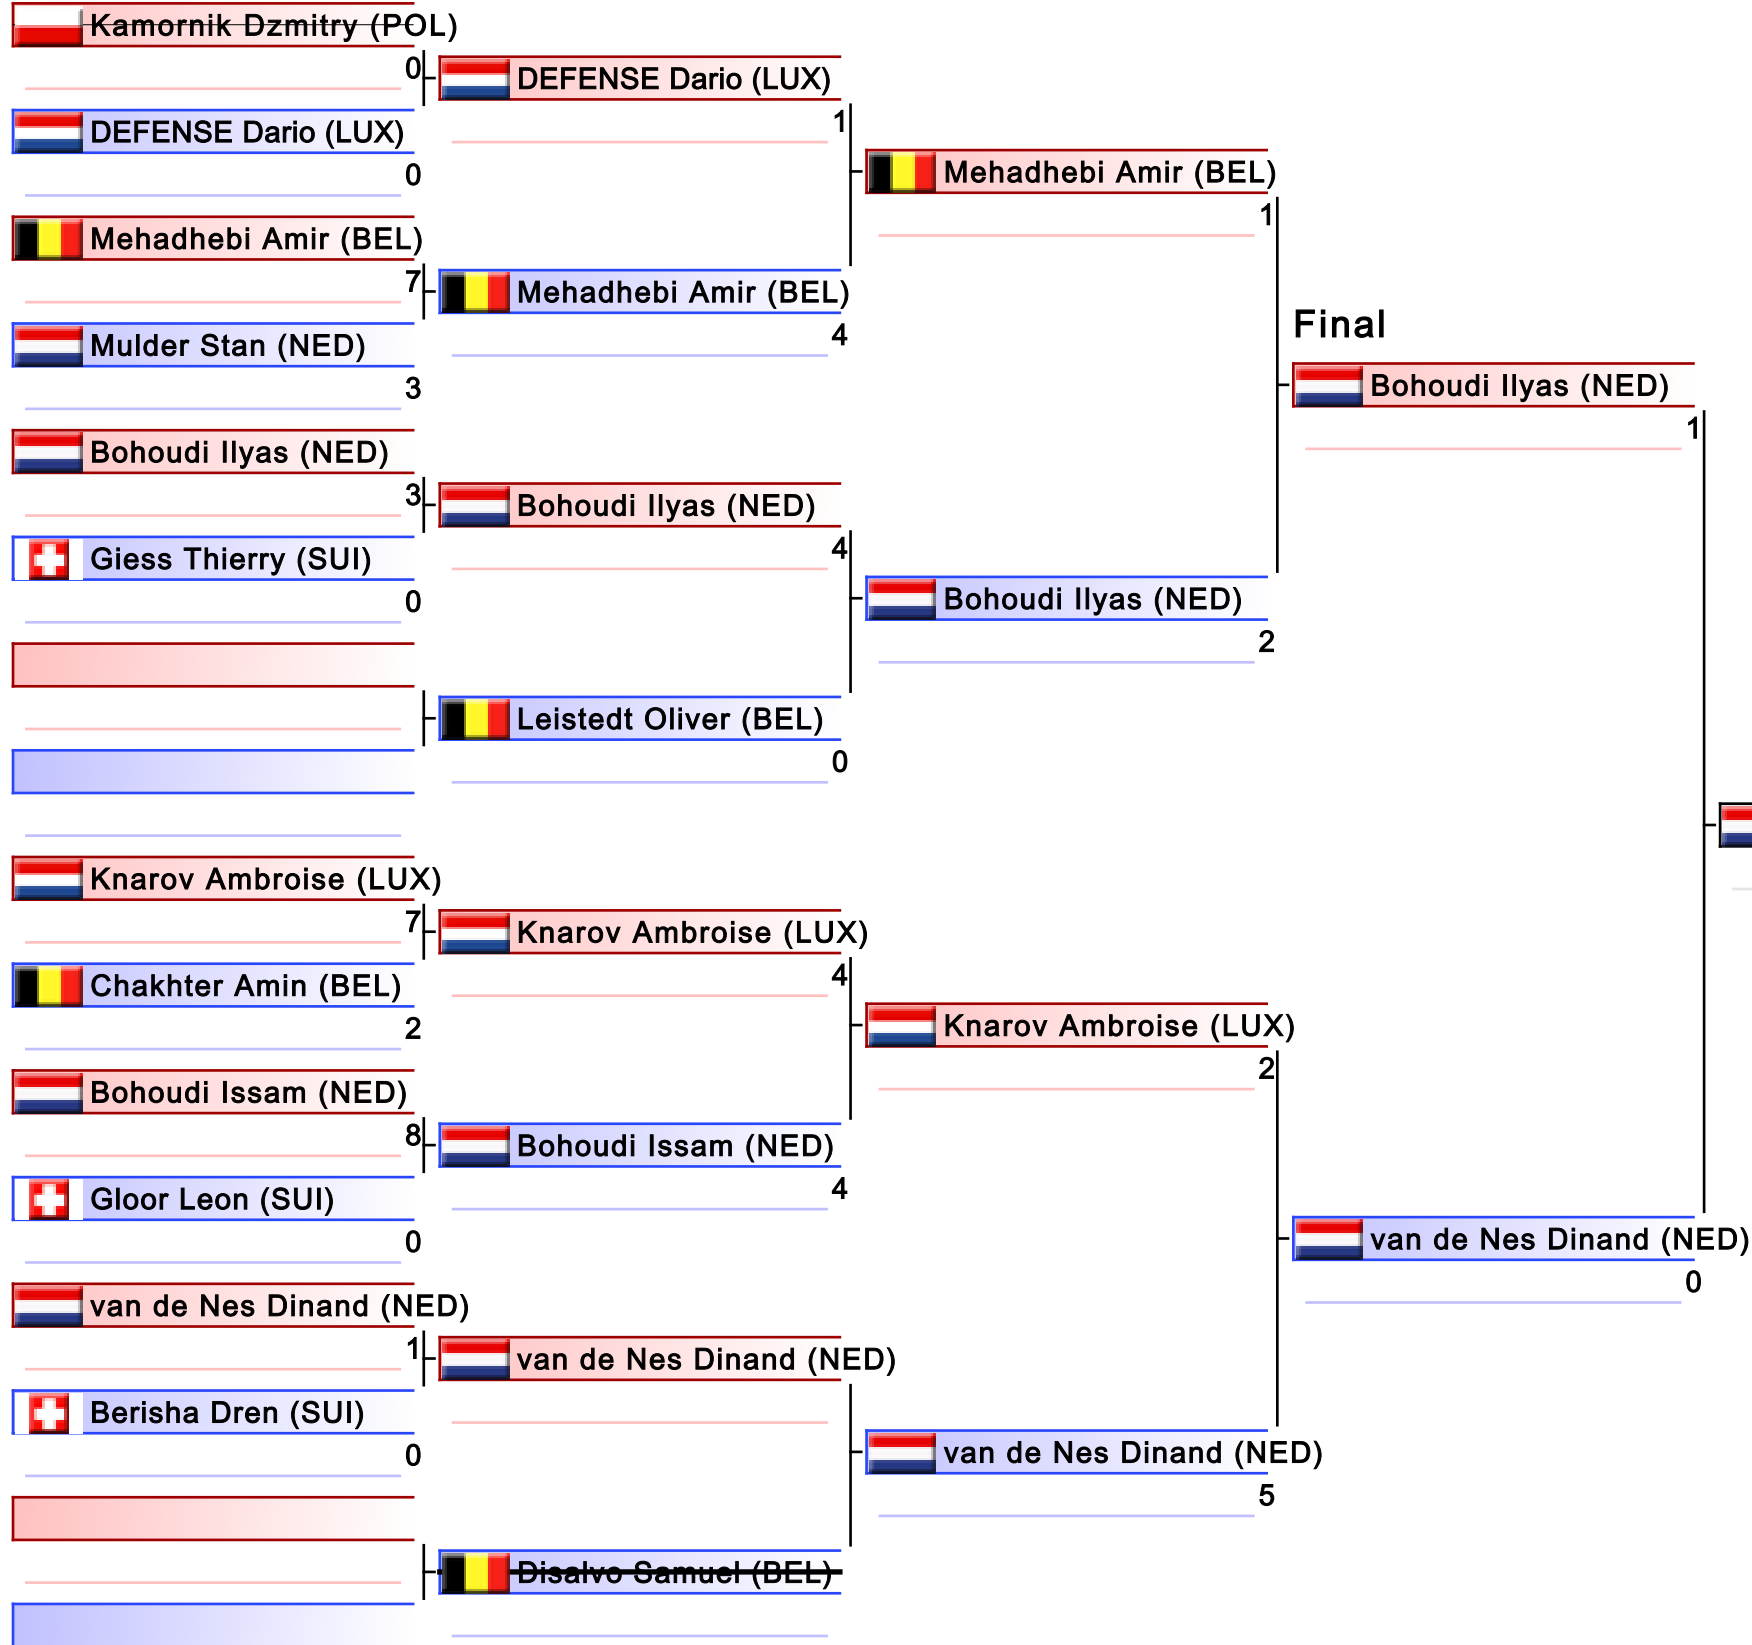 Kamornik Dzmitry (POL)
0
DEFENSE Dario (LUX)
0
Mehadhebi Amir (BEL)
7
Mulder Stan (NED)
3
Bohoudi Ilyas (NED)
3
Giess Thierry (SUI)
0
Knarov Ambroise (LUX)
7
Chakhter Amin (BEL)
2
Bohoudi Issam (NED)
8
Gloor Leon (SUI)
0
van de Nes Dinand (NED)
1
Berisha Dren (SUI)
0
DEFENSE Dario (LUX)
1
Mehadhebi Amir (BEL)
4
Bohoudi Ilyas (NED)
4
Leistedt Oliver (BEL)
0
Knarov Ambroise (LUX)
4
Bohoudi Issam (NED)
4
van de Nes Dinand (NED)
Disalvo Samuel (BEL)
Mehadhebi Amir (BEL)
1
Bohoudi Ilyas (NED)
2
Knarov Ambroise (LUX)
2
van de Nes Dinand (NED)
5
Final
Bohoudi Ilyas (NED)
1
van de Nes Dinand (NED)
0